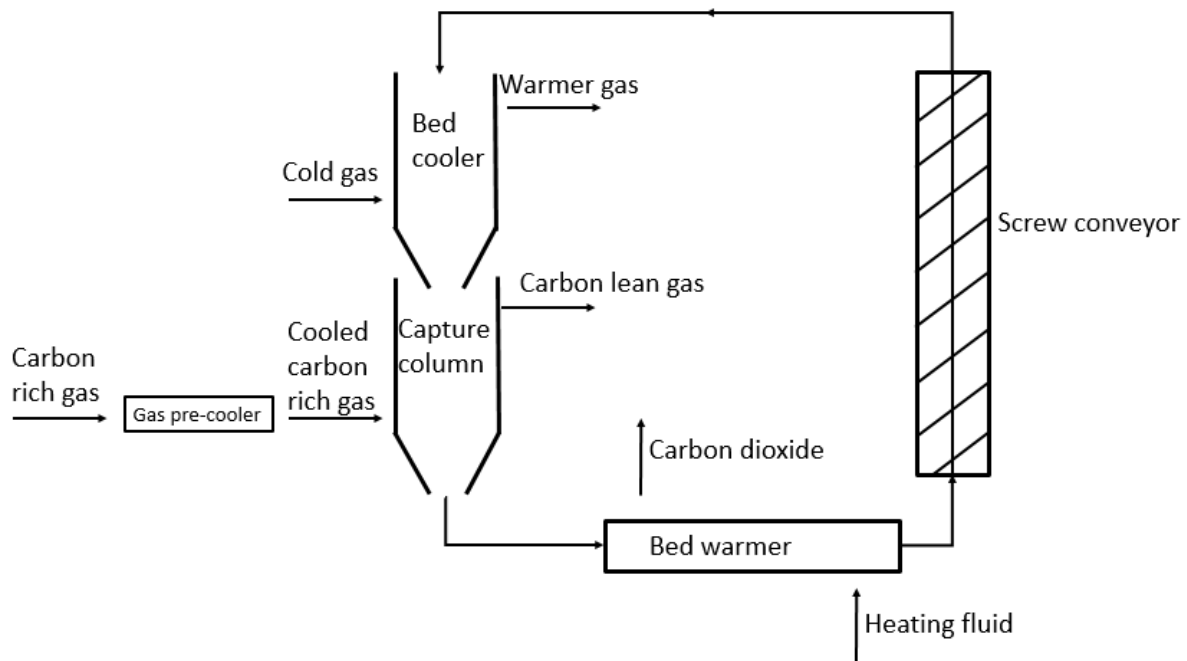 Warmer gas
Bed
cooler
Cold gas
Screw conveyor
Carbon lean gas
Capture
column
Cooled
carbon
rich gas
Carbon
rich gas
Gas pre-cooler
Carbon dioxide
Bed warmer
Heating fluid